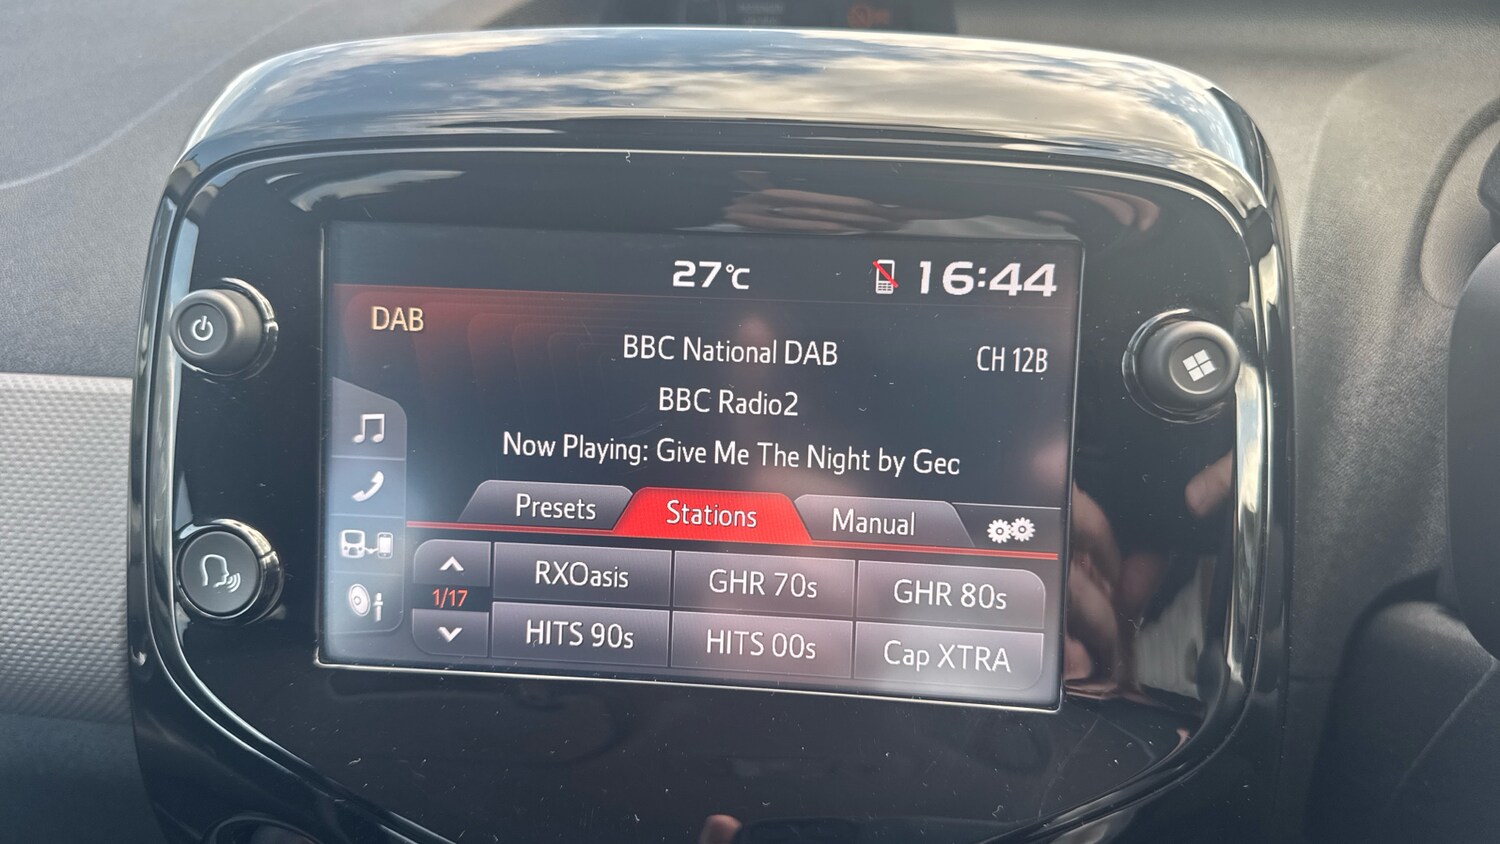 27°C 16:44
DAB
BBC National DAB CH 12B
BBC Radio2
Now Playing: Give Me The Night by Geo
Presets Stations Manual
1/17
RXOasis GHR 70s GHR 80s
HITS 90s HITS 00s Cap XTRA